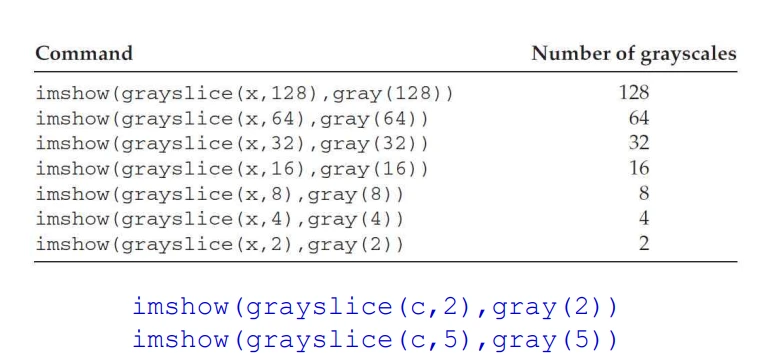 Command Number of grayscales
imshow(grayslice(x,128),gray(128)) 128
imshow(grayslice(x,64),gray(64)) 64
imshow(grayslice(x,32),gray(32)) 32
imshow(grayslice(x,16),gray(16)) 16
imshow(grayslice(x,8),gray(8)) 8
imshow(grayslice(x,4),gray(4)) 4
imshow(grayslice(x,2),gray(2)) 2
imshow(grayslice(c,2),gray(2))
imshow(grayslice(c,5),gray(5))